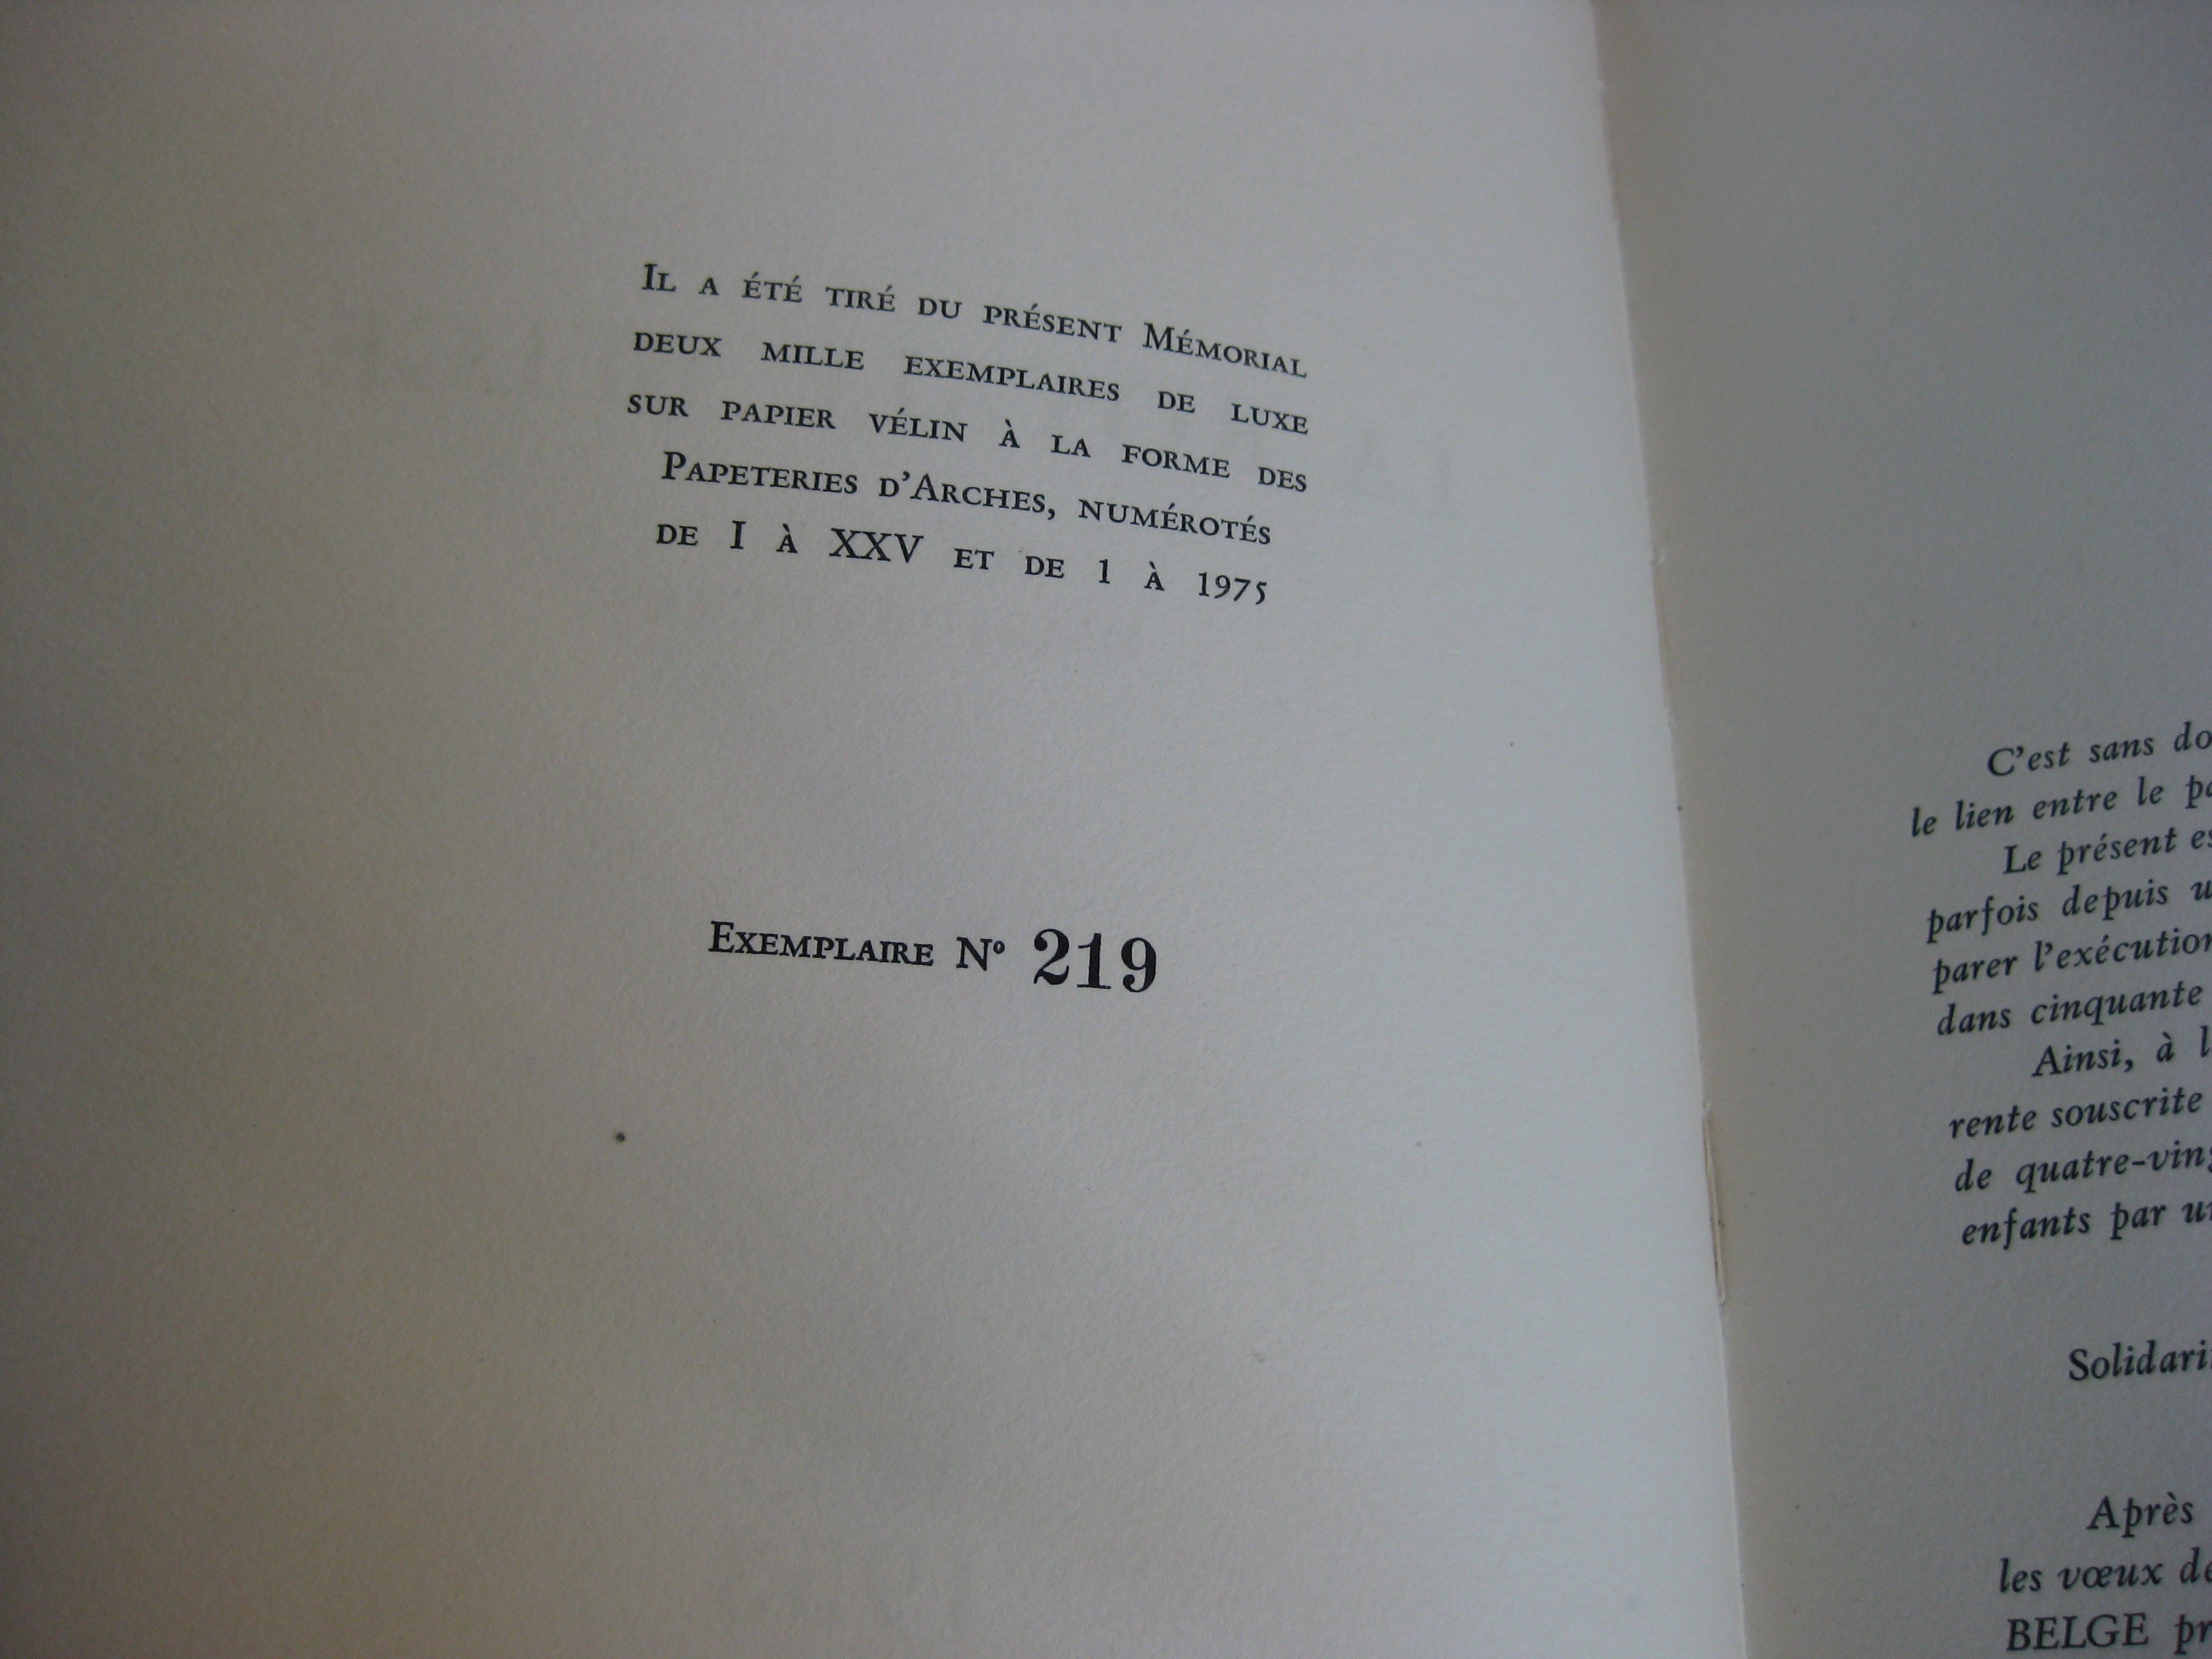 Il a été tiré du présent Mémorial
deux mille exemplaires de luxe
sur papier vélin à la forme des
Papeteries d'Arches, numérotés
de I à XXV et de 1 à 1975
Exemplaire Nº 219
C'est sans
le lien entre le
Le présent
parfois depuis
parer l'exécution
dans cinquante
Ainsi, à
rente souscrite
de
enfants par
Après
les vœux
BELGE